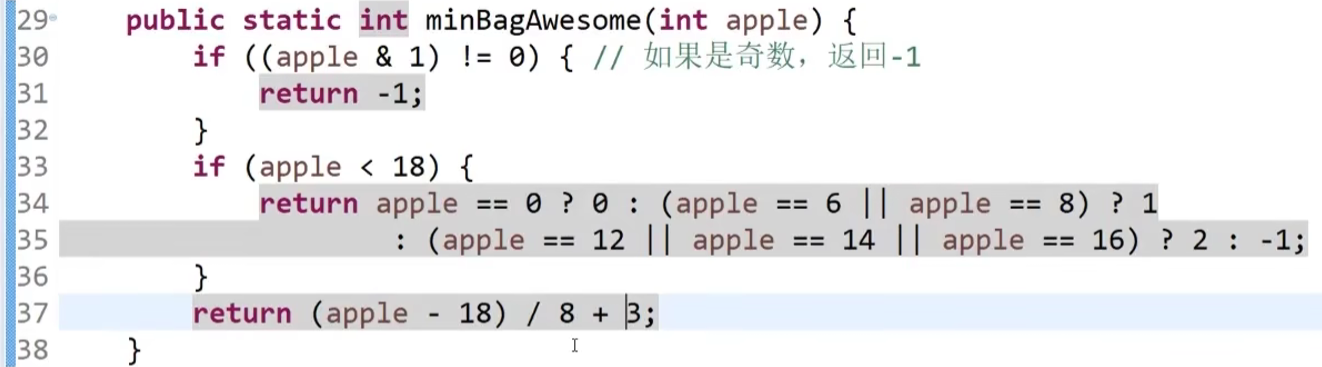 29 public static int minBagAwesome(int apple) {
30 if ((apple & 1) != 0) { // 如果是奇数，返回-1
31 return -1;
32 }
33 if (apple < 18) {
34 return apple == 0 ? 0 : (apple == 6 || apple == 8) ? 1
35 : (apple == 12 || apple == 14 || apple == 16) ? 2 : -1;
36 }
37 return (apple - 18) / 8 + 3;
38 }